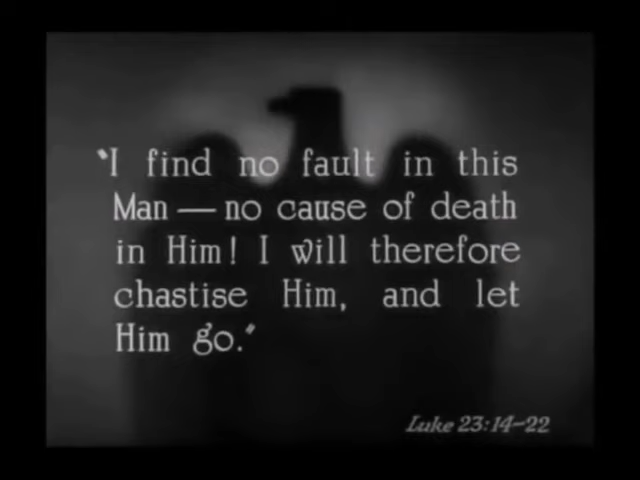 "I find no fault in this
Man — no cause of death
in Him! I will therefore
chastise Him, and let
Him go."
Luke 23:14-22